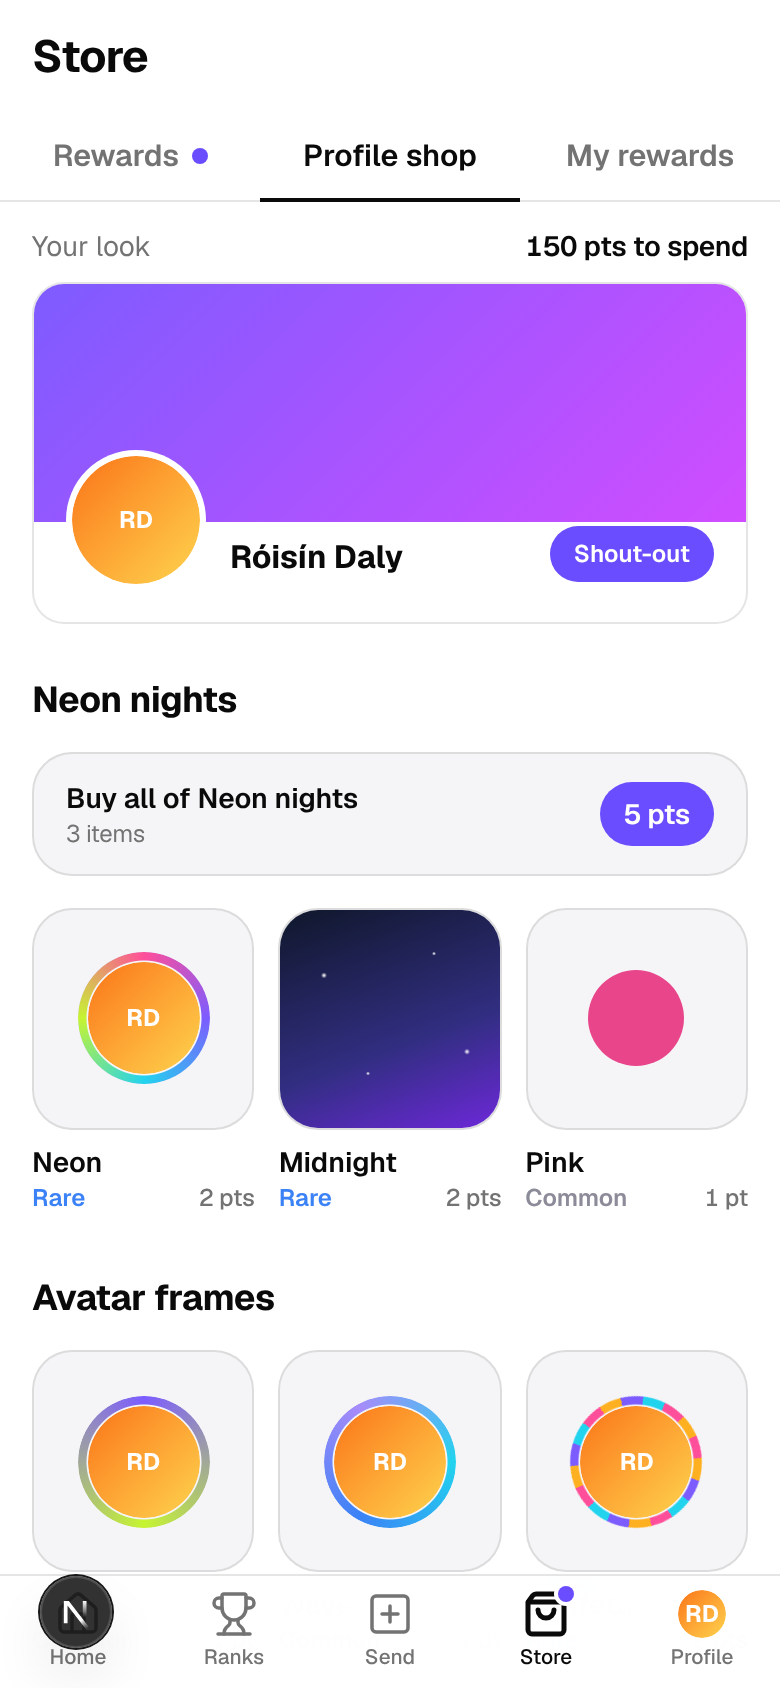 Store
Rewards
Profile shop
My rewards
Your look
150 pts to spend
RD
Róisín Daly
Shout-out
Neon nights
Buy all of Neon nights
3 items
5 pts
RD
Neon
Rare
2 pts
Midnight
Rare
2 pts
Pink
Common
1 pt
Avatar frames
RD
RD
RD
N
Home
Ranks
Send
Store
RD
Profile